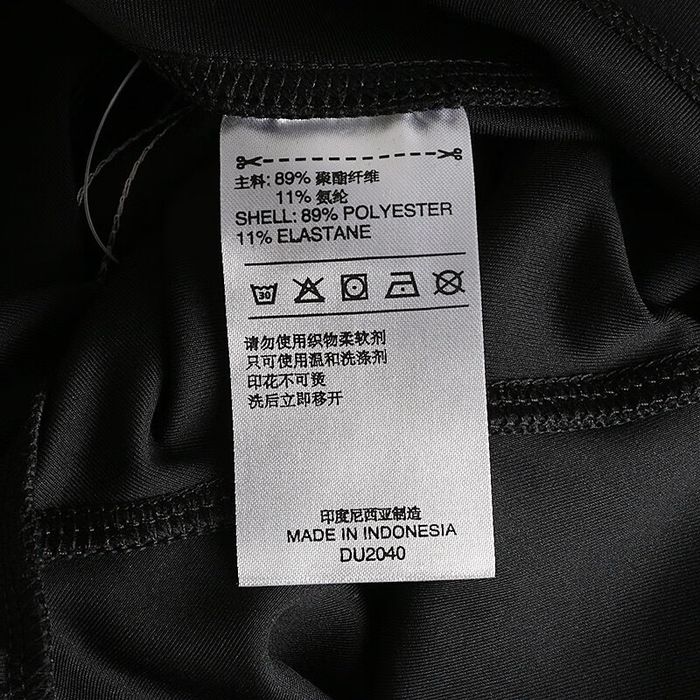 主料: 89% 聚酯纤维
11% 氨纶
SHELL: 89% POLYESTER
11% ELASTANE
30
请勿使用织物柔软剂
只可使用温和洗涤剂
印花不可烫
洗后立即移开
印度尼西亚制造
MADE IN INDONESIA
DU2040